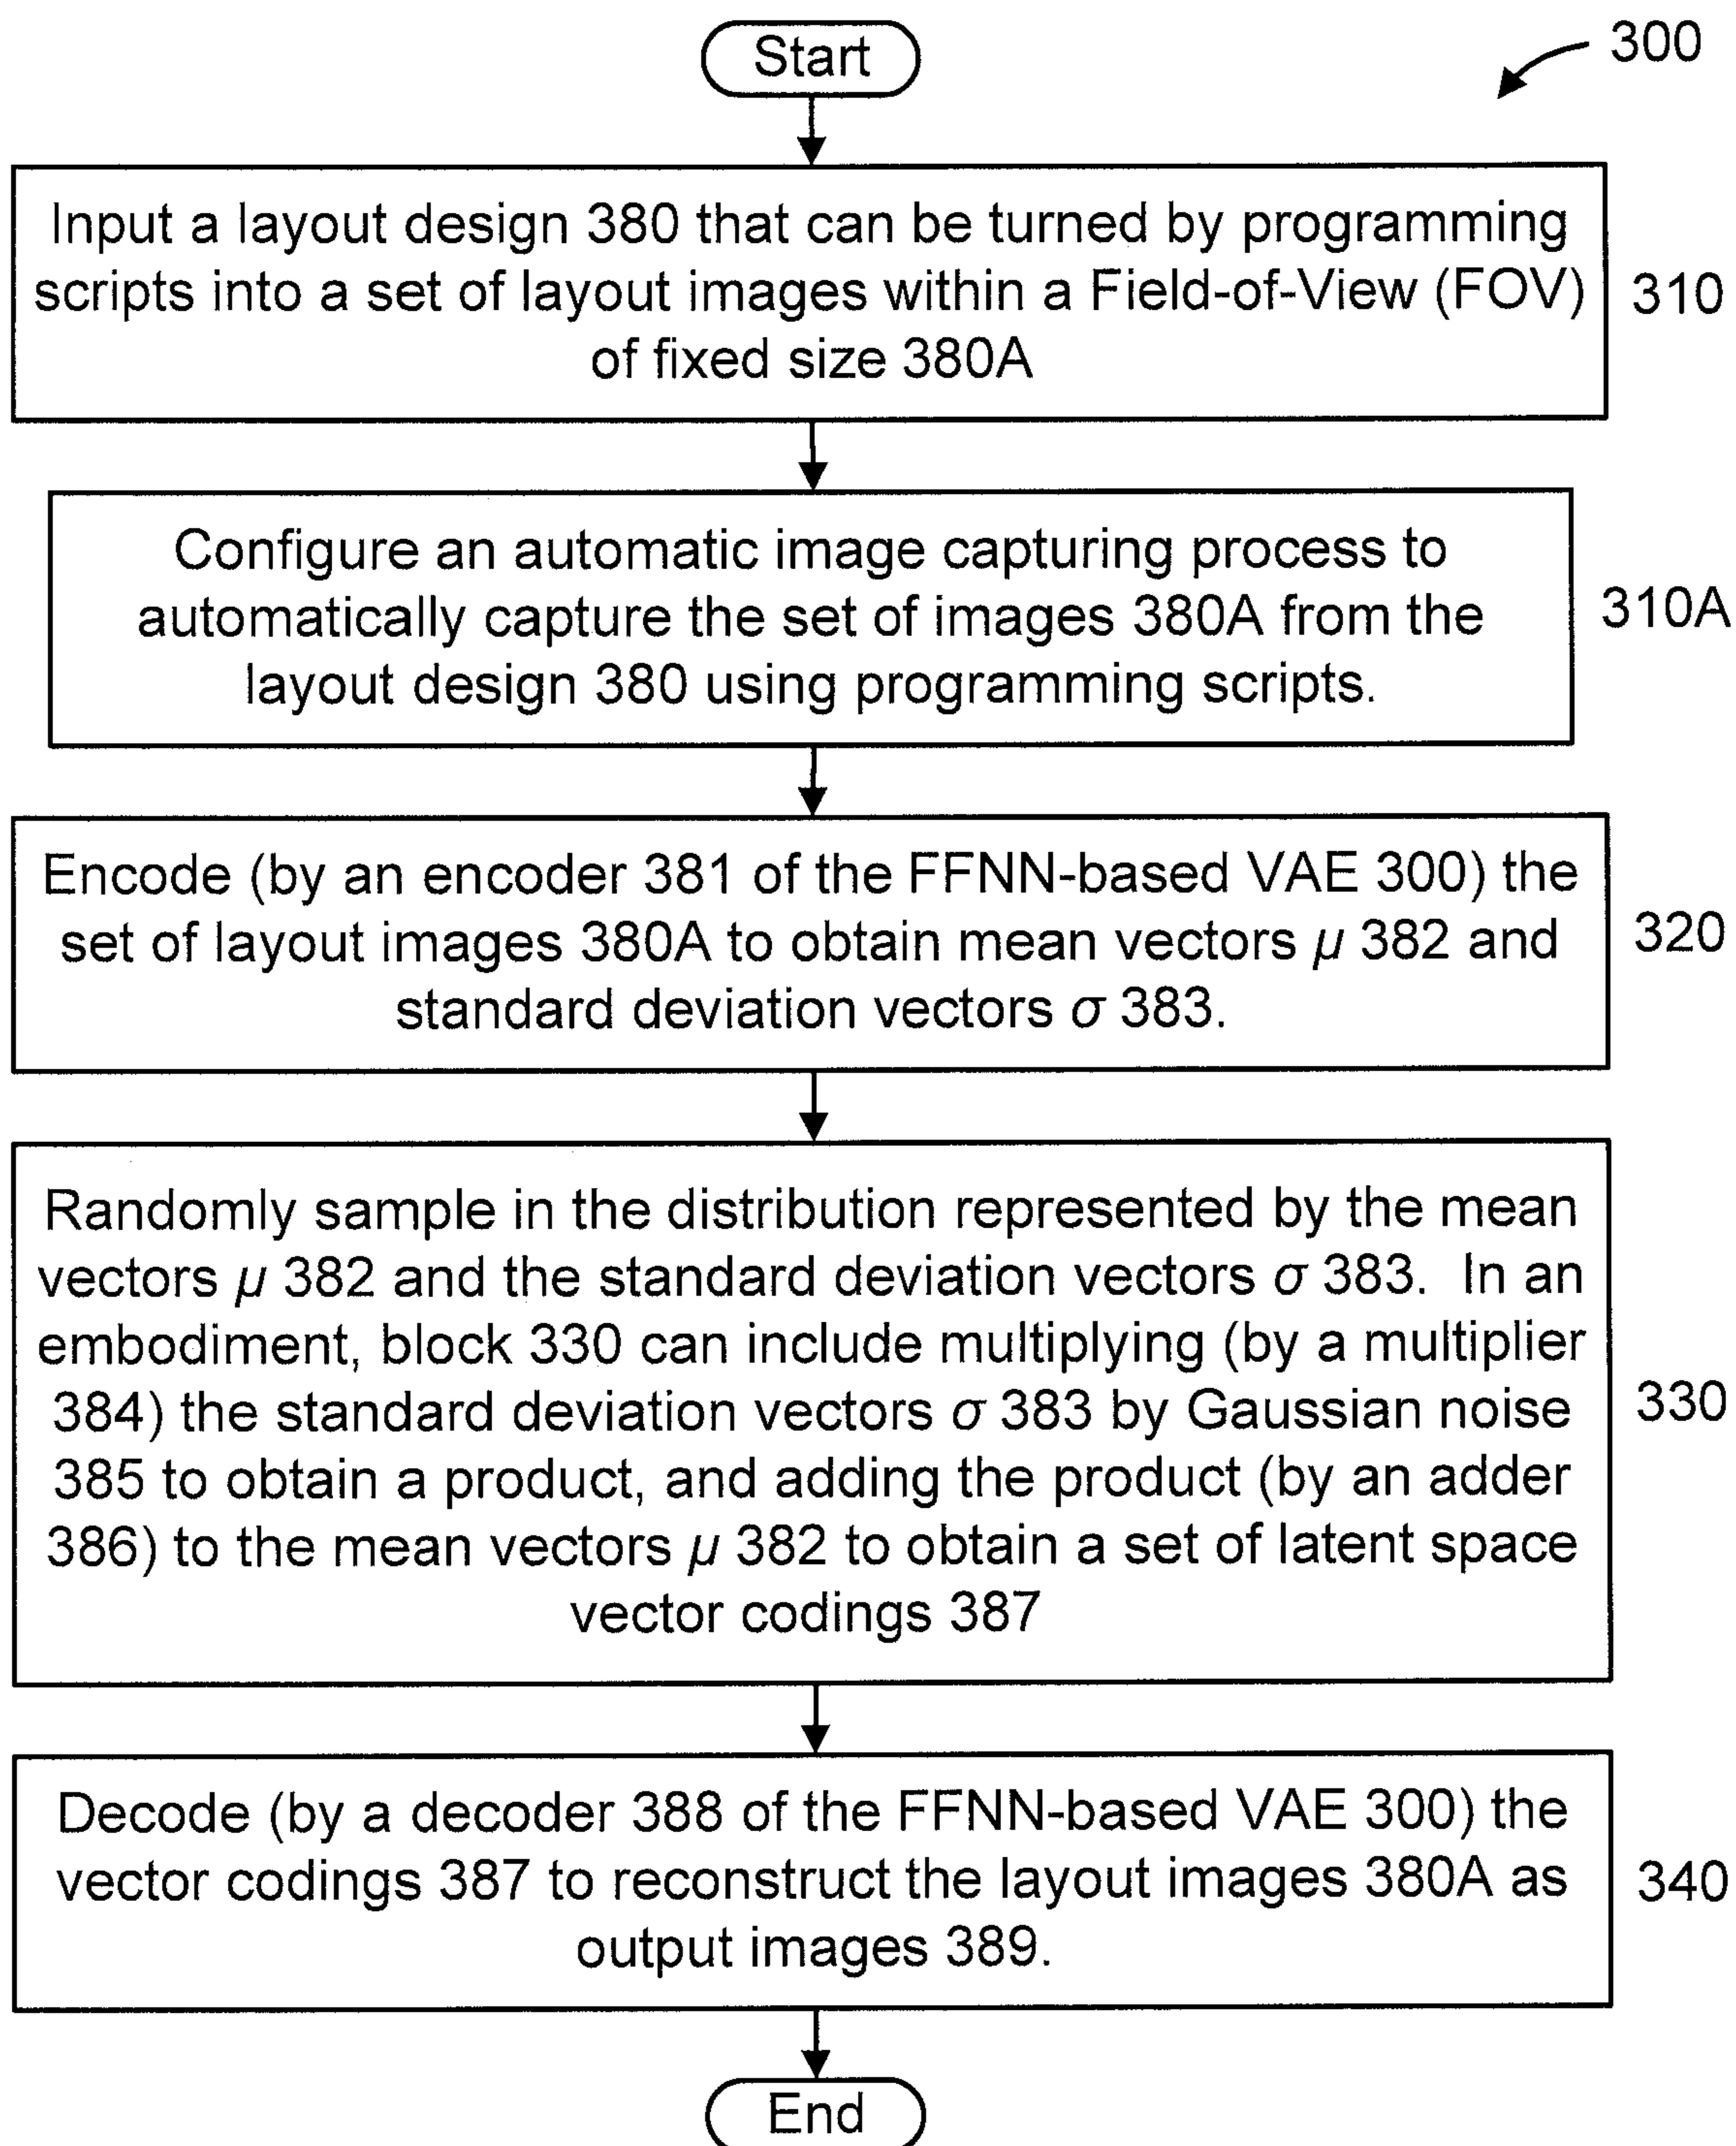 Start
300
Input a layout design 380 that can be turned by programming
scripts into a set of layout images within a Field-of-View (FOV)
of fixed size 380A
310
Configure an automatic image capturing process to
automatically capture the set of images 380A from the
layout design 380 using programming scripts.
310A
Encode (by an encoder 381 of the FFNN-based VAE 300) the
set of layout images 380A to obtain mean vectors μ 382 and
standard deviation vectors σ 383.
320
Randomly sample in the distribution represented by the mean
vectors μ 382 and the standard deviation vectors σ 383. In an
embodiment, block 330 can include multiplying (by a multiplier
384) the standard deviation vectors σ 383 by Gaussian noise
385 to obtain a product, and adding the product (by an adder
386) to the mean vectors μ 382 to obtain a set of latent space
vector codings 387
330
Decode (by a decoder 388 of the FFNN-based VAE 300) the
vector codings 387 to reconstruct the layout images 380A as
output images 389.
340
End